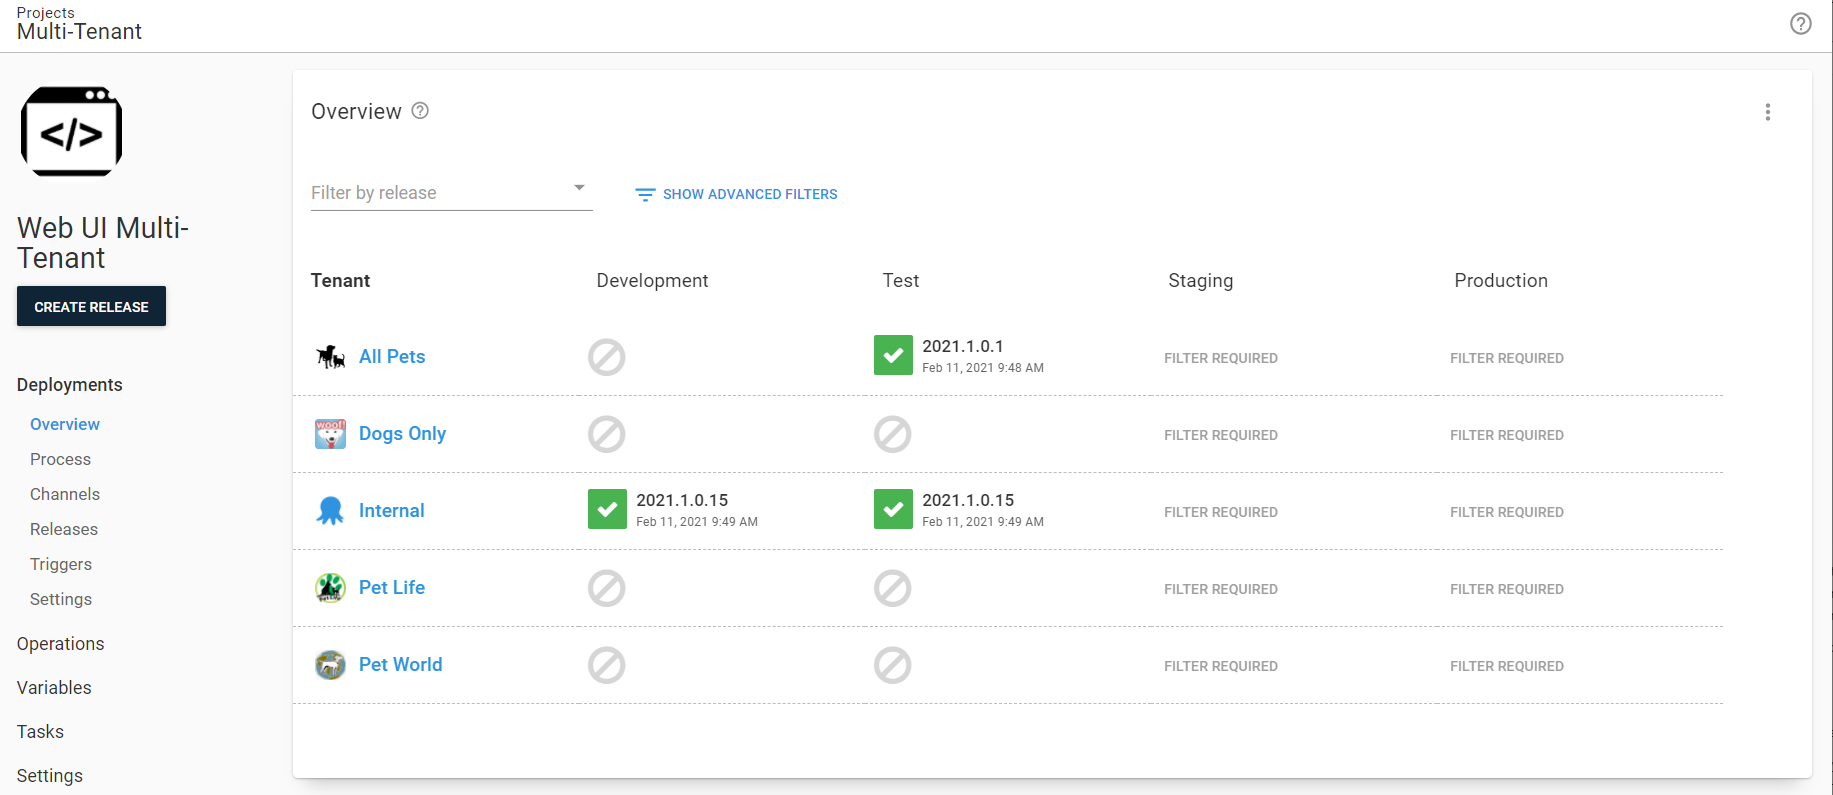 Projects
Multi-Tenant
Web UI Multi-
Tenant
CREATE RELEASE
Deployments
Overview
Process
Channels
Releases
Triggers
Settings
Operations
Variables
Tasks
Settings
Overview
Filter by release
SHOW ADVANCED FILTERS
Tenant Development Test Staging Production
All Pets 2021.1.0.1 FILTER REQUIRED FILTER REQUIRED
Feb 11, 2021 9:48 AM
woof!
Dogs Only FILTER REQUIRED FILTER REQUIRED
Internal 2021.1.0.15 2021.1.0.15 FILTER REQUIRED FILTER REQUIRED
Feb 11, 2021 9:49 AM Feb 11, 2021 9:49 AM
Pet Life
Pet Life FILTER REQUIRED FILTER REQUIRED
Pet World FILTER REQUIRED FILTER REQUIRED